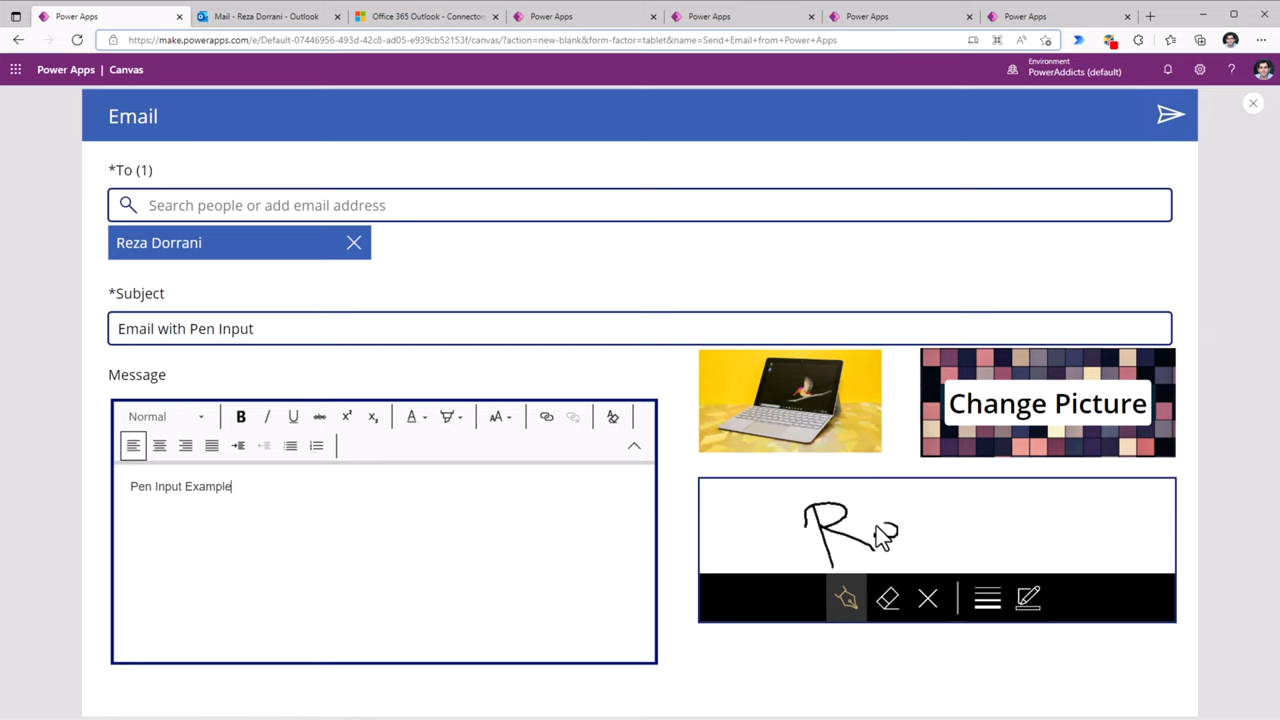 Power Apps
Mail - Reza Dorrani - Outlook
Office 365 Outlook - Connectors
Power Apps
Power Apps
Power Apps
Power Apps
https://make.powerapps.com/e/Default-07446956-493d-42c8-ad05-e939cb52153f/canvas/?action=new-blank&form-factor=tablet&name=Send+Email+from+Power+Apps
Power Apps | Canvas
Environment
PowerAddicts (default)
Email
*To (1)
Search people or add email address
Reza Dorrani
*Subject
Email with Pen Input
Message
Normal
B
Pen Input Example
Change Picture